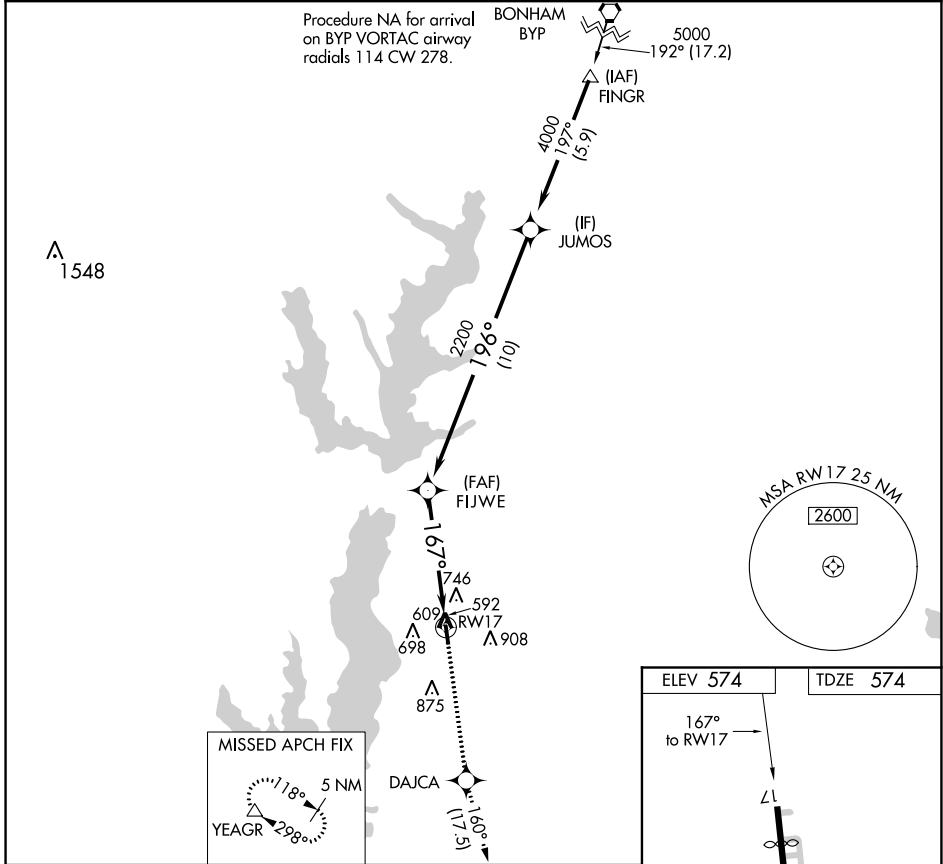 Procedure NA for arrival
on BYP VORTAC airway
radials 114 CW 278.
BONHAM
BYP
5000
192° (17.2)
(IAF)
FINGR
4000
197°
(5.9)
(IF)
JUMOS
1548
2200
196°
(10)
(FAF)
FIJWE
MSA RW17 25 NM
2600
167°
746
592
609
RW17
698
908
875
ELEV 574
TDZE 574
167°
to RW17
17
MISSED APCH FIX
118°
5 NM
YEAGR
298°
DAJCA
160°
(17.5)